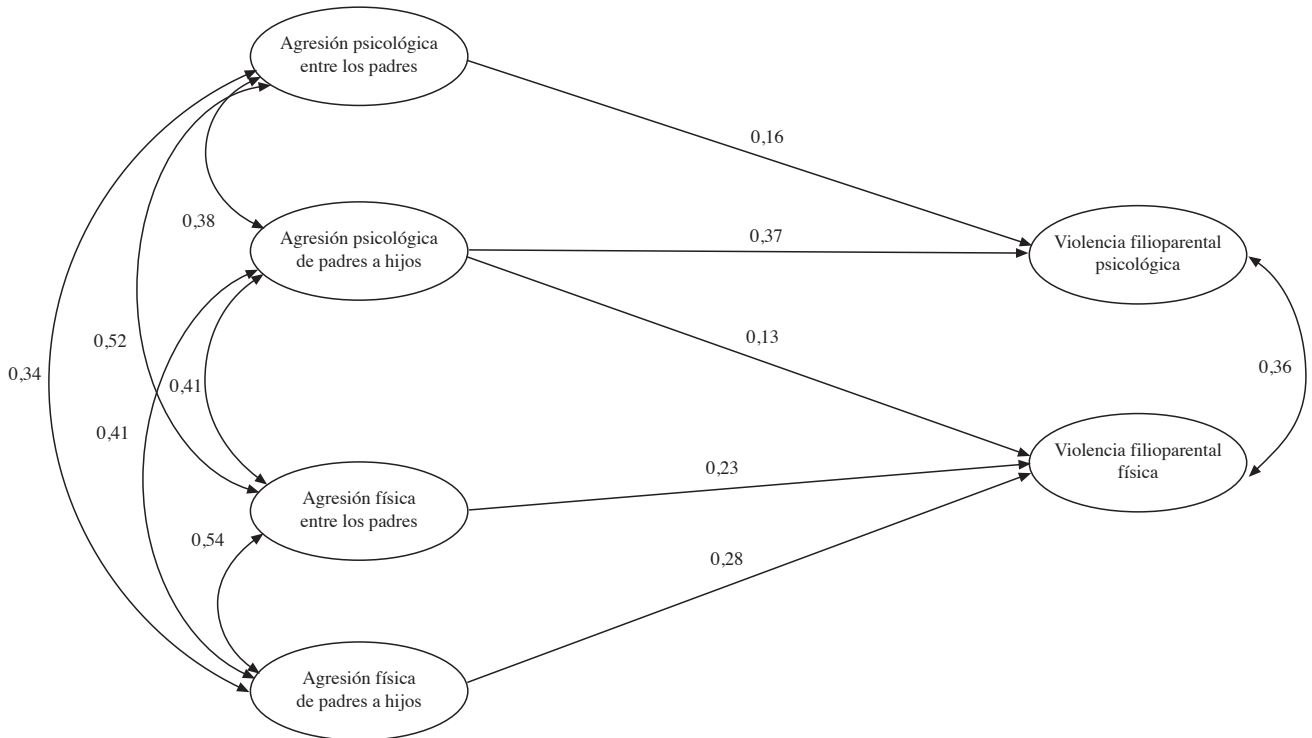 Agresión psicológica
entre los padres
0,16
0,38
Agresión psicológica
de padres a hijos
0,37
Violencia filioparental
psicológica
0,13
0,52
0,34
0,41
0,36
0,41
Violencia filioparental
física
0,23
Agresión física
entre los padres
0,54
0,28
Agresión física
de padres a hijos